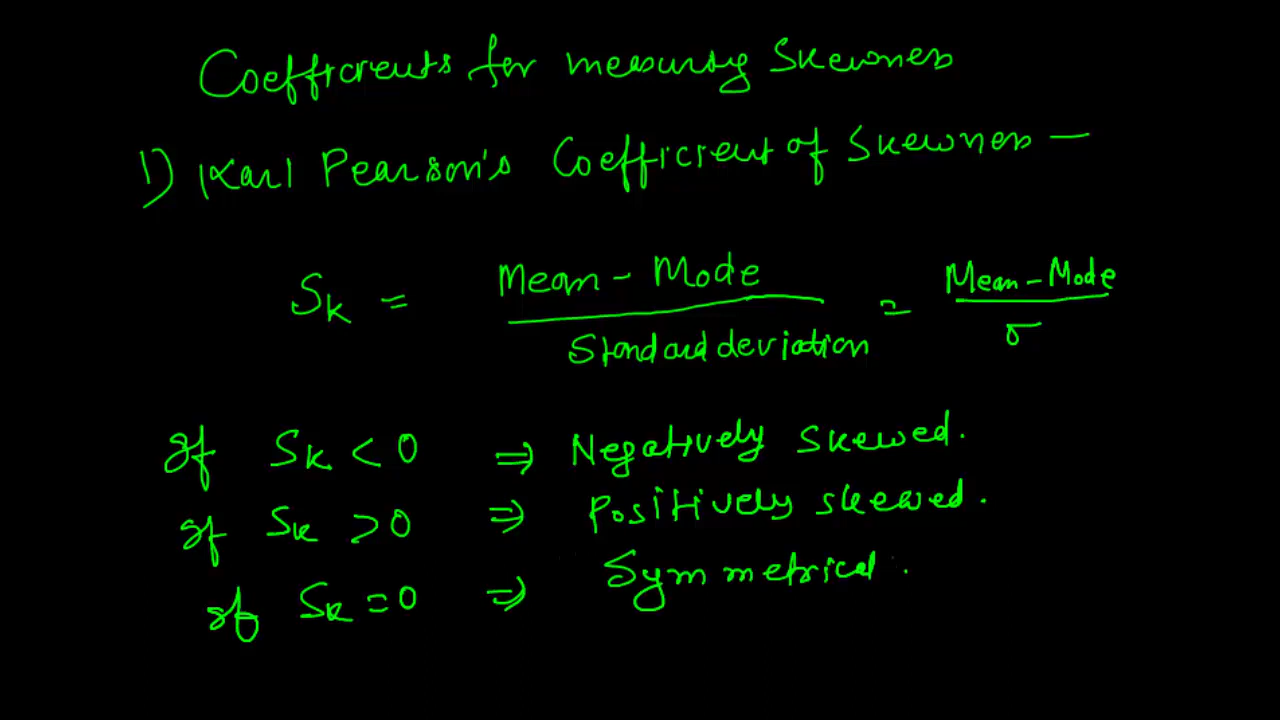 Coefficients for measuring Skewness
1) Karl Pearson's Coefficient of Skewness —
Sk = Mean - Mode / Standard deviation = Mean - Mode / σ
If Sk < 0 ⇒ Negatively skewed.
If Sk > 0 ⇒ Positively skewed.
If Sk = 0 ⇒ Symmetrical.